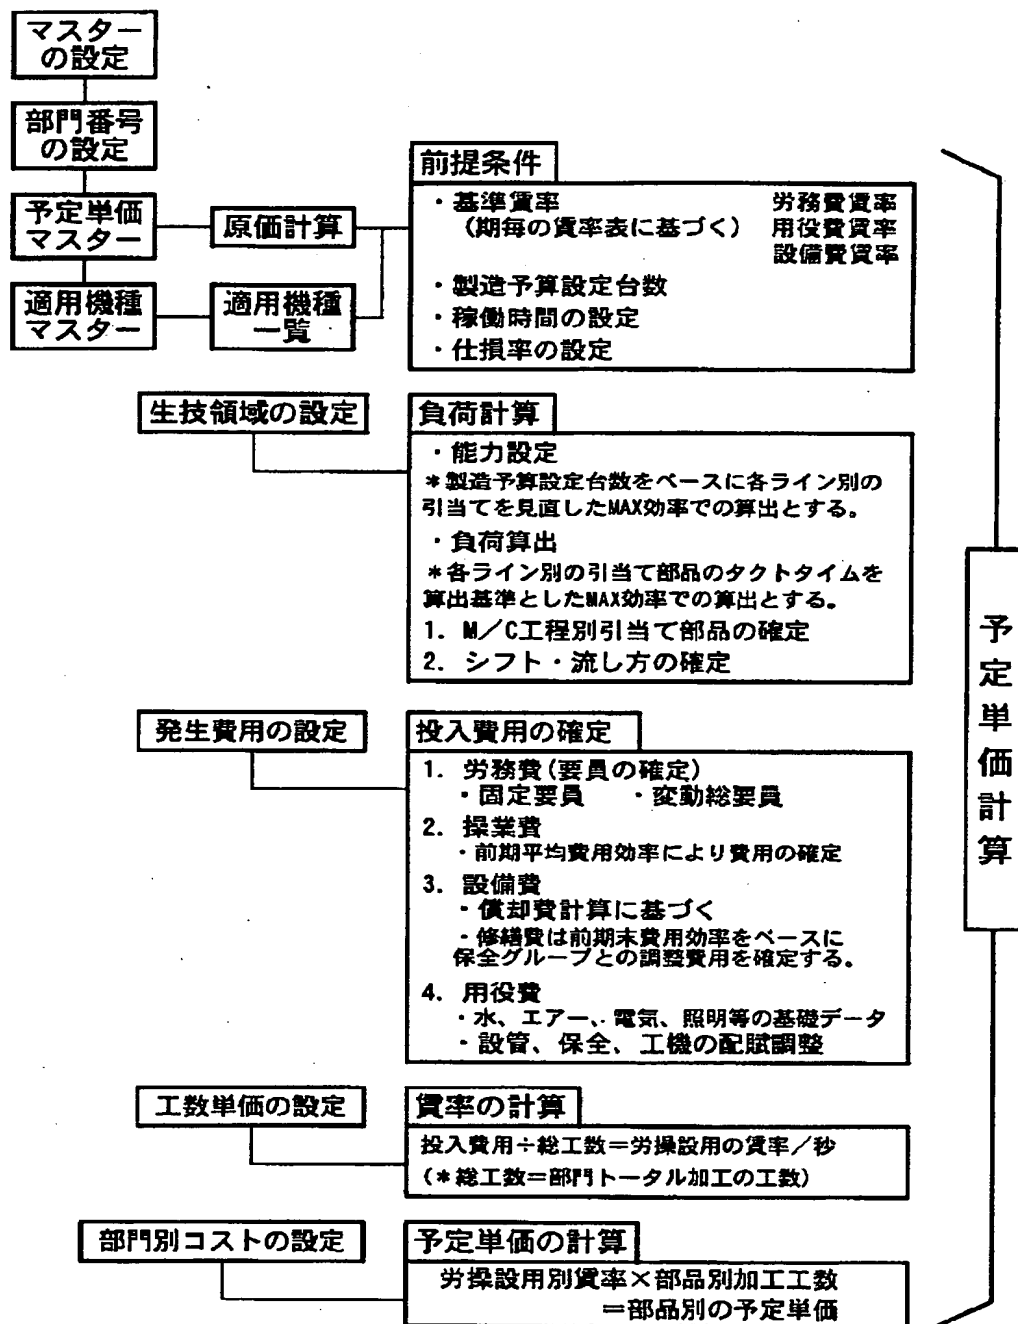 マスター
の設定
部門番号
の設定
予定単価
マスター
原価計算
適用機種
マスター
適用機種
一覧
前提条件
・基準賃率 労務費賃率
(期毎の賃率表に基づく) 用役費賃率
設備費賃率
・製造予算設定台数
・稼働時間の設定
・仕損率の設定
生技領域の設定
負荷計算
・能力設定
*製造予算設定台数をベースに各ライン別の
引当てを見直したMAX効率での算出とする。
・負荷算出
*各ライン別の引当て部品のタクトタイムを
算出基準としたMAX効率での算出とする。
1. M/C工程別引当て部品の確定
2. シフト・流し方の確定
発生費用の設定
投入費用の確定
1. 労務費(要員の確定)
・固定要員 ・変動総要員
2. 操業費
・前期平均費用効率により費用の確定
3. 設備費
・償却費計算に基づく
・修繕費は前期末費用効率をベースに
保全グループとの調整費用を確定する。
4. 用役費
・水、エアー、電気、照明等の基礎データ
・設管、保全、工機の配賦調整
工数単価の設定
賃率の計算
投入費用÷総工数=労操設用の賃率/秒
(*総工数=部門トータル加工の工数)
部門別コストの設定
予定単価の計算
労操設用別賃率×部品別加工工数
=部品別の予定単価
予定単価計算